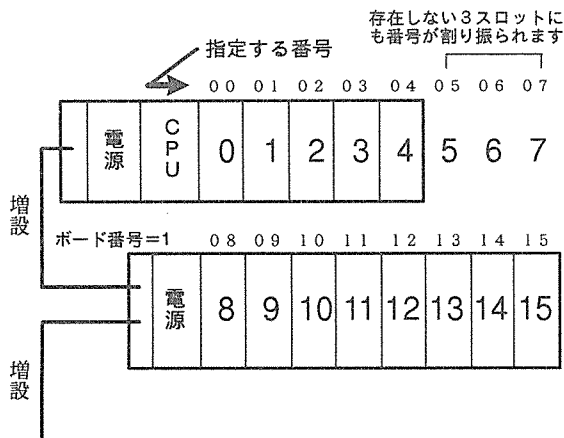 存在しない3スロットに
も番号が割り振られます
指定する番号
00 01 02 03 04 05 06 07
電源 CPU 0 1 2 3 4 5 6 7
増設
ボード番号=1 08 09 10 11 12 13 14 15
電源 8 9 10 11 12 13 14 15
増設